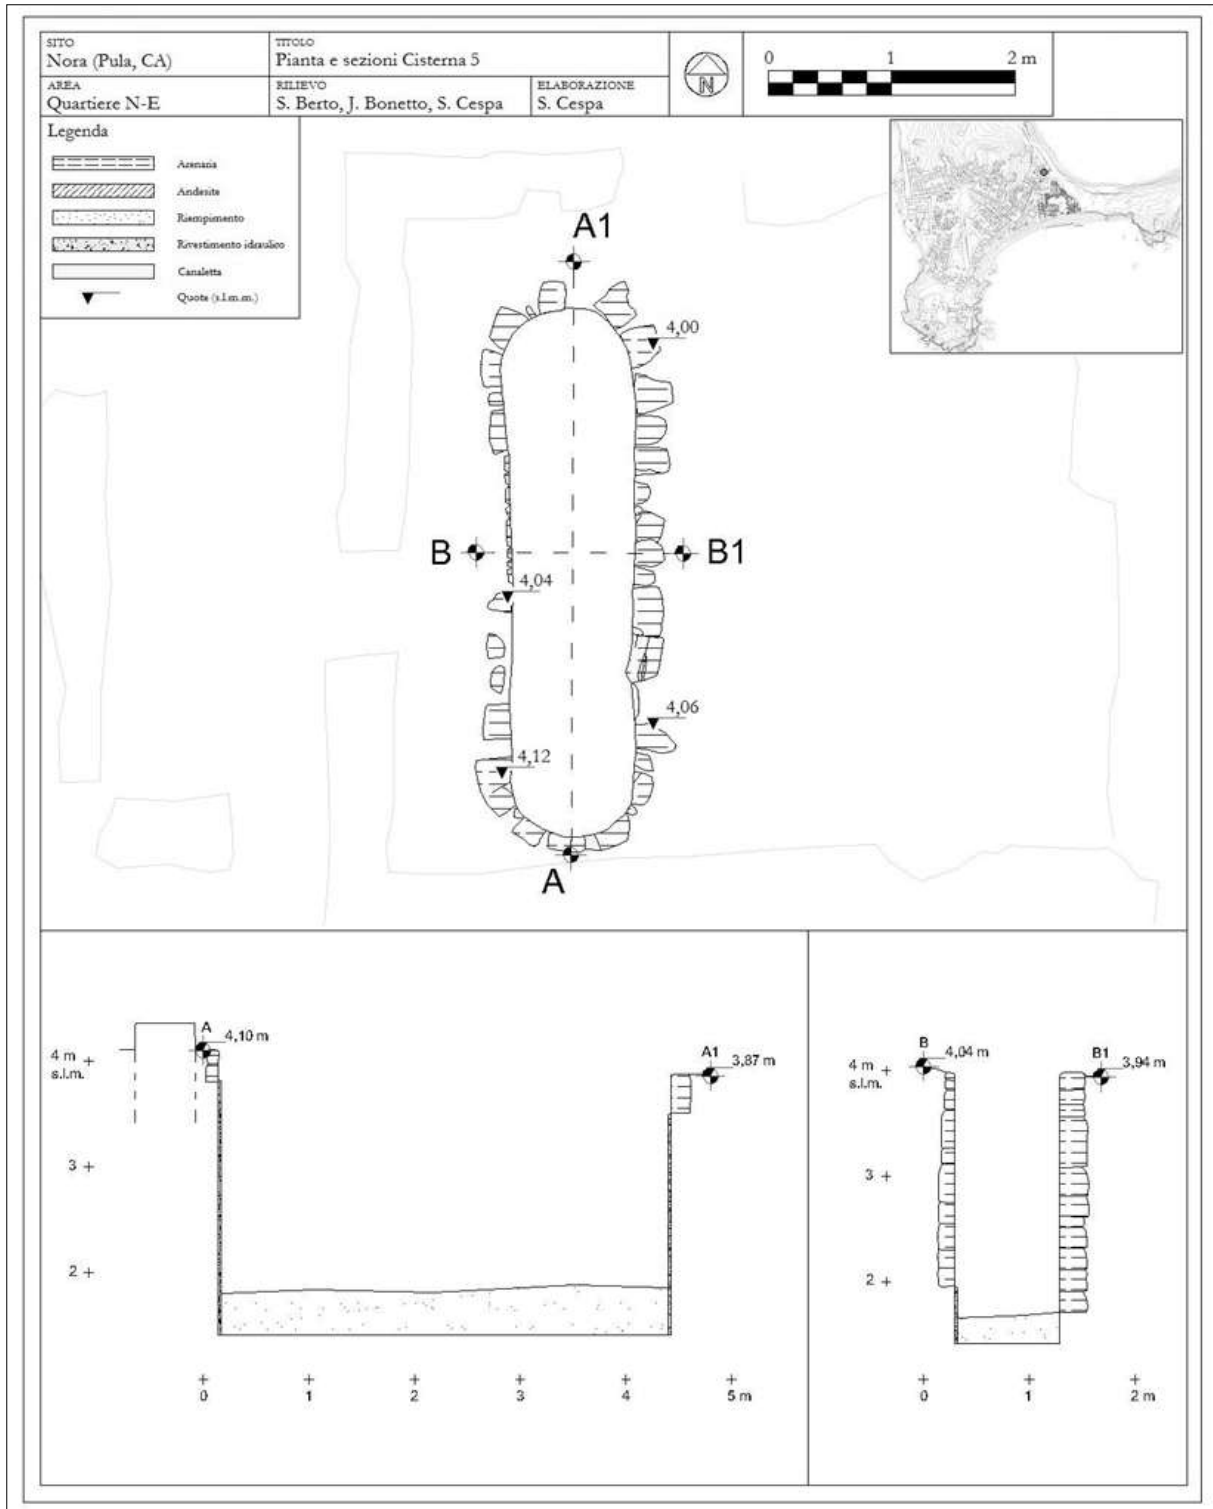 SITO
Nora (Pula, CA)
TITOLO
Pianta e sezioni Cisterna 5
AREA
Quartiere N-E
RILIEVO
S. Berto, J. Bonetto, S. Cespa
ELABORAZIONE
S. Cespa
N
0 1 2 m
Legenda
Arenaria
Andesite
Riempimento
Rivestimento idraulico
Canaletta
Quote (s.l.m.m.)
A1
4,00
B B1
4,04
4,06
4,12
A
A
4,10 m
4 m
s.l.m.
A1
3,87 m
3
2
0 1 2 3 4 5 m
B
4,04 m
B1
3,94 m
4 m
s.l.m.
3
2
0 1 2 m